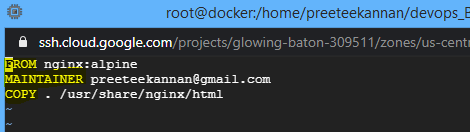 root@docker:/home/preeteekannan/devops_
ssh.cloud.google.com/projects/glowing-baton-309511/zones/us-cent
FROM nginx:alpine
MAINTAINER preeteekannan@gmail.com
COPY . /usr/share/nginx/html
~
~